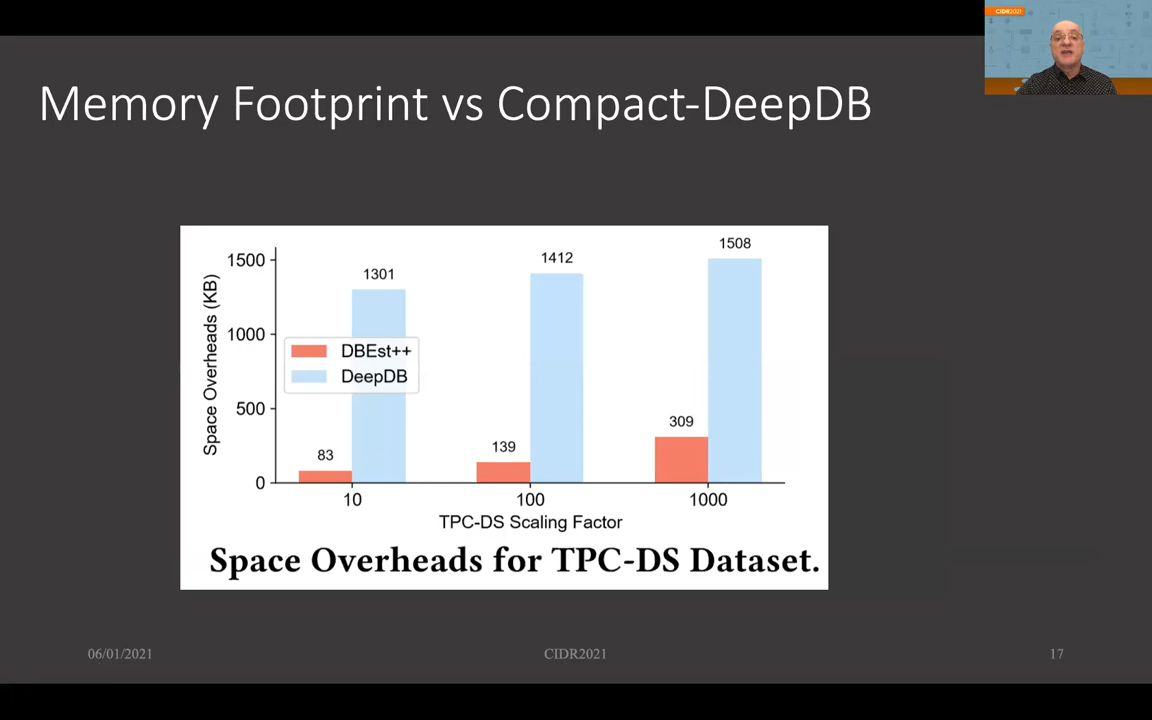 CIDR2021
Memory Footprint vs Compact-DeepDB
1508
1500
1412
1301
Space Overheads (KB)
1000
DBEst++
DeepDB
500
309
139
83
0
10
100
1000
TPC-DS Scaling Factor
Space Overheads for TPC-DS Dataset.
06/01/2021
CIDR2021
17